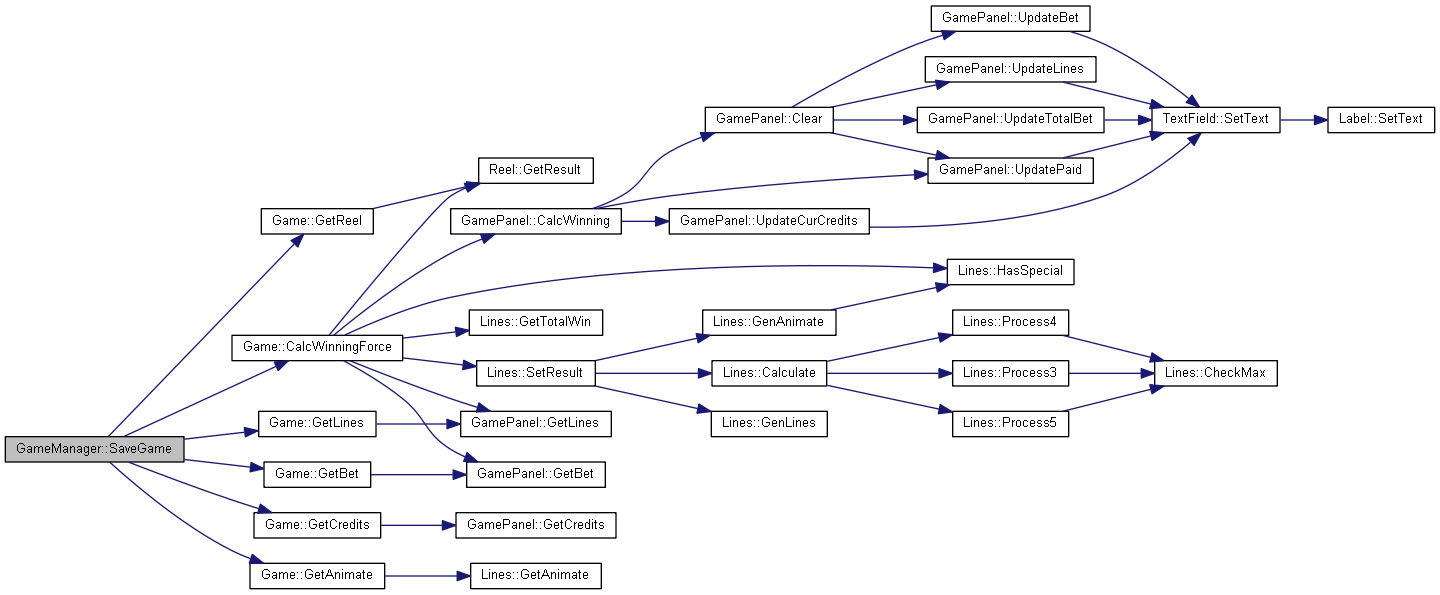 GamePanel::UpdateBet
GamePanel::UpdateLines
GamePanel::Clear
GamePanel::UpdateTotalBet
TextField::SetText
Label::SetText
Reel::GetResult
GamePanel::UpdatePaid
Game::GetReel
GamePanel::CalcWinning
GamePanel::UpdateCurCredits
Lines::HasSpecial
Lines::GetTotalWin
Lines::GenAnimate
Lines::Process4
Game::CalcWinningForce
Lines::SetResult
Lines::Calculate
Lines::Process3
Lines::CheckMax
Game::GetLines
GamePanel::GetLines
Lines::GenLines
Lines::Process5
GameManager::SaveGame
Game::GetBet
GamePanel::GetBet
Game::GetCredits
GamePanel::GetCredits
Game::GetAnimate
Lines::GetAnimate